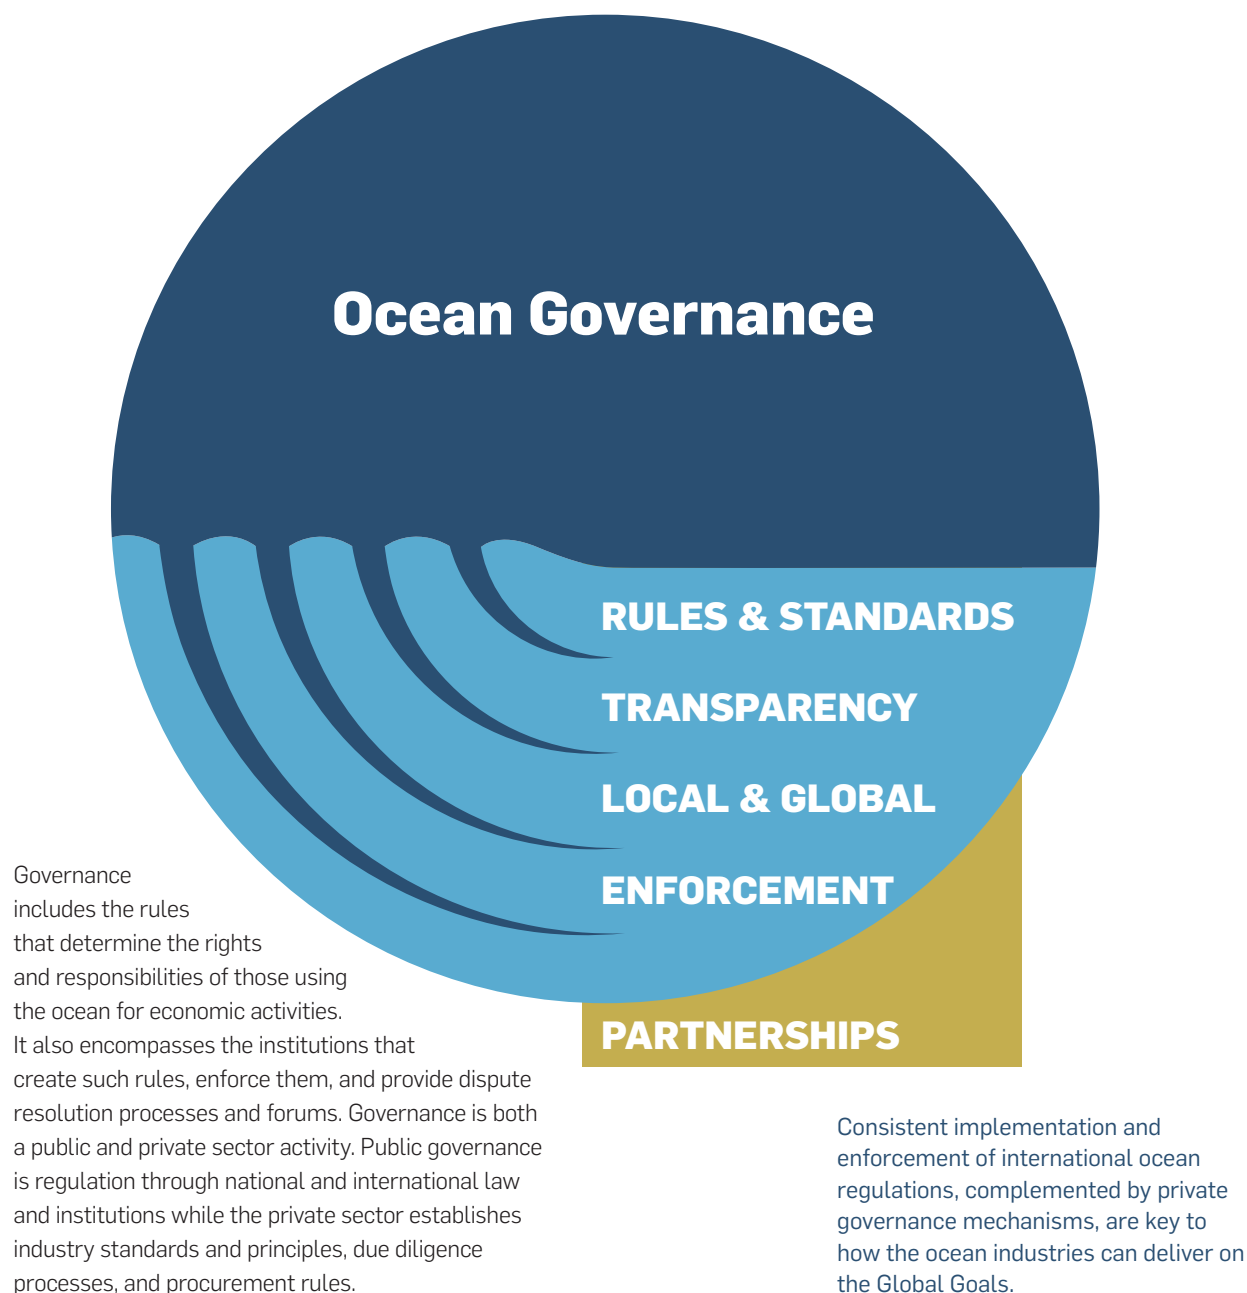 Ocean Governance
RULES & STANDARDS
TRANSPARENCY
LOCAL & GLOBAL
ENFORCEMENT
PARTNERSHIPS
Governance
includes the rules
that determine the rights
and responsibilities of those using
the ocean for economic activities.
It also encompasses the institutions that
create such rules, enforce them, and provide dispute
resolution processes and forums. Governance is both
a public and private sector activity. Public governance
is regulation through national and international law
and institutions while the private sector establishes
industry standards and principles, due diligence
processes, and procurement rules.
Consistent implementation and
enforcement of international ocean
regulations, complemented by private
governance mechanisms, are key to
how the ocean industries can deliver on
the Global Goals.